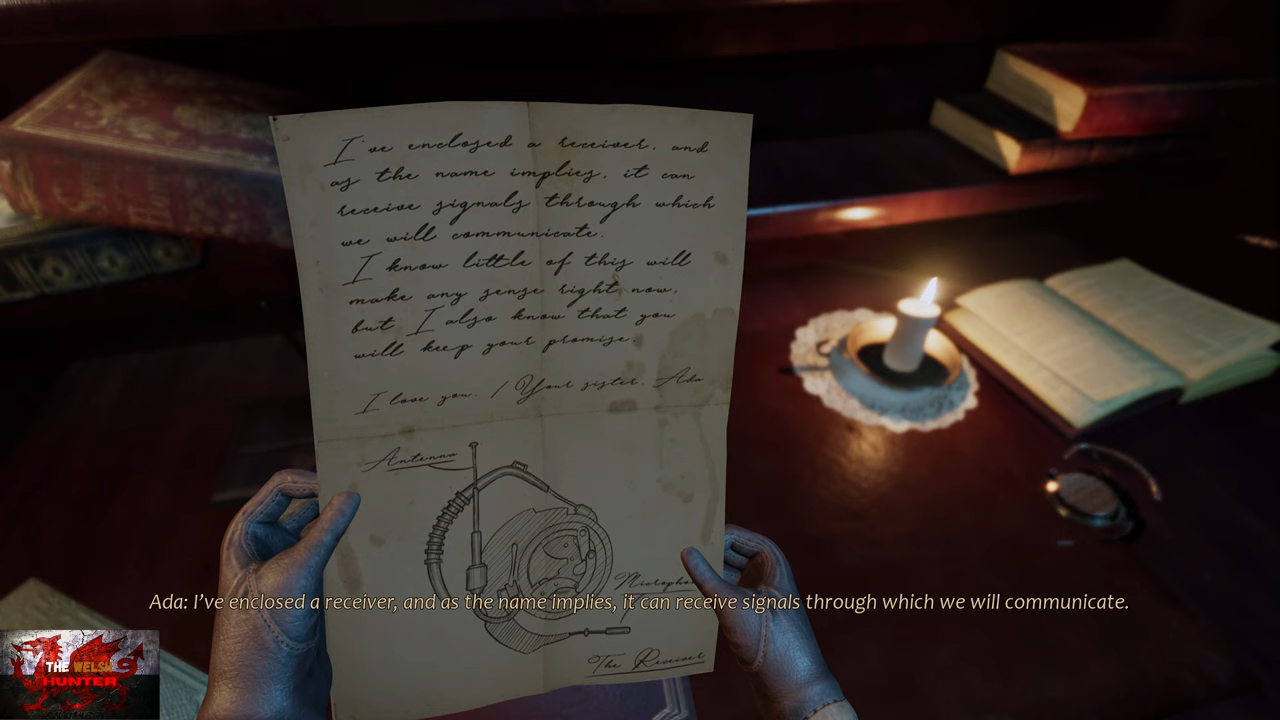 I've enclosed a receiver, and
as the name implies, it can
receive signals through which
we will communicate.
I know little of this will
make any sense right now,
but I also know that you
will keep your promise.
I love you. / Your sister, Ada
Antenna
Microphon
Ada: I've enclosed a receiver, and as the name implies, it can receive signals through which we will communicate.
The Receiver
THE WELSH
HUNTER